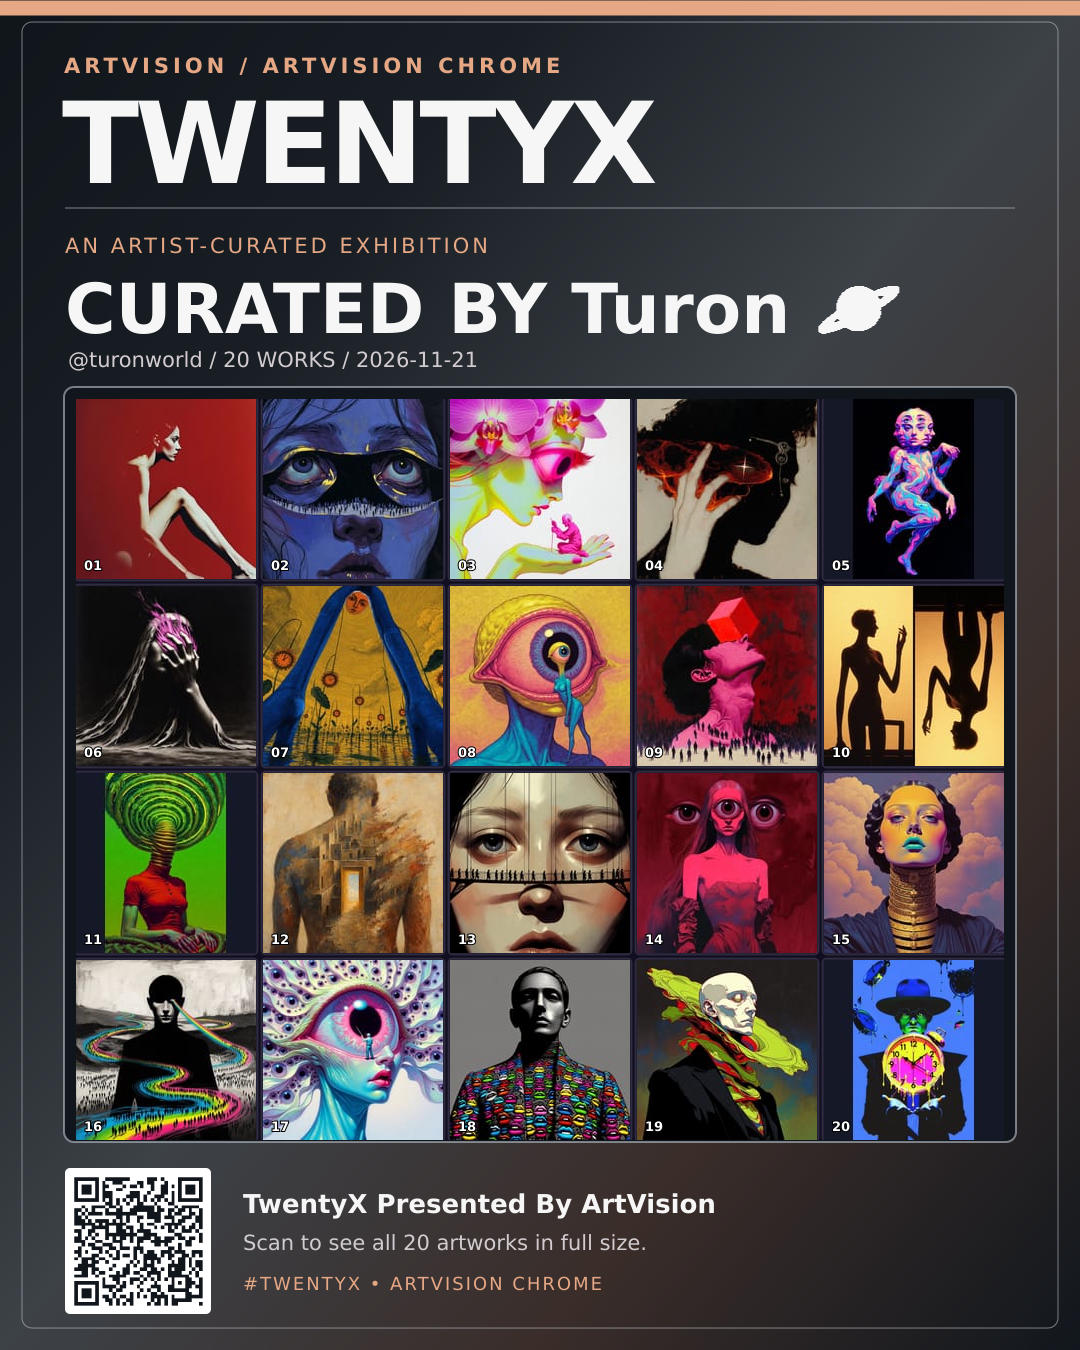 ARTVISION / ARTVISION CHROME
TWENTYX
AN ARTIST-CURATED EXHIBITION
CURATED BY Turon 🪐
@turonworld / 20 WORKS / 2026-11-21
01
02
03
04
05
06
07
08
09
10
11
12
13
14
15
16
17
18
19
20
TwentyX Presented By ArtVision
Scan to see all 20 artworks in full size.
#TWENTYX • ARTVISION CHROME